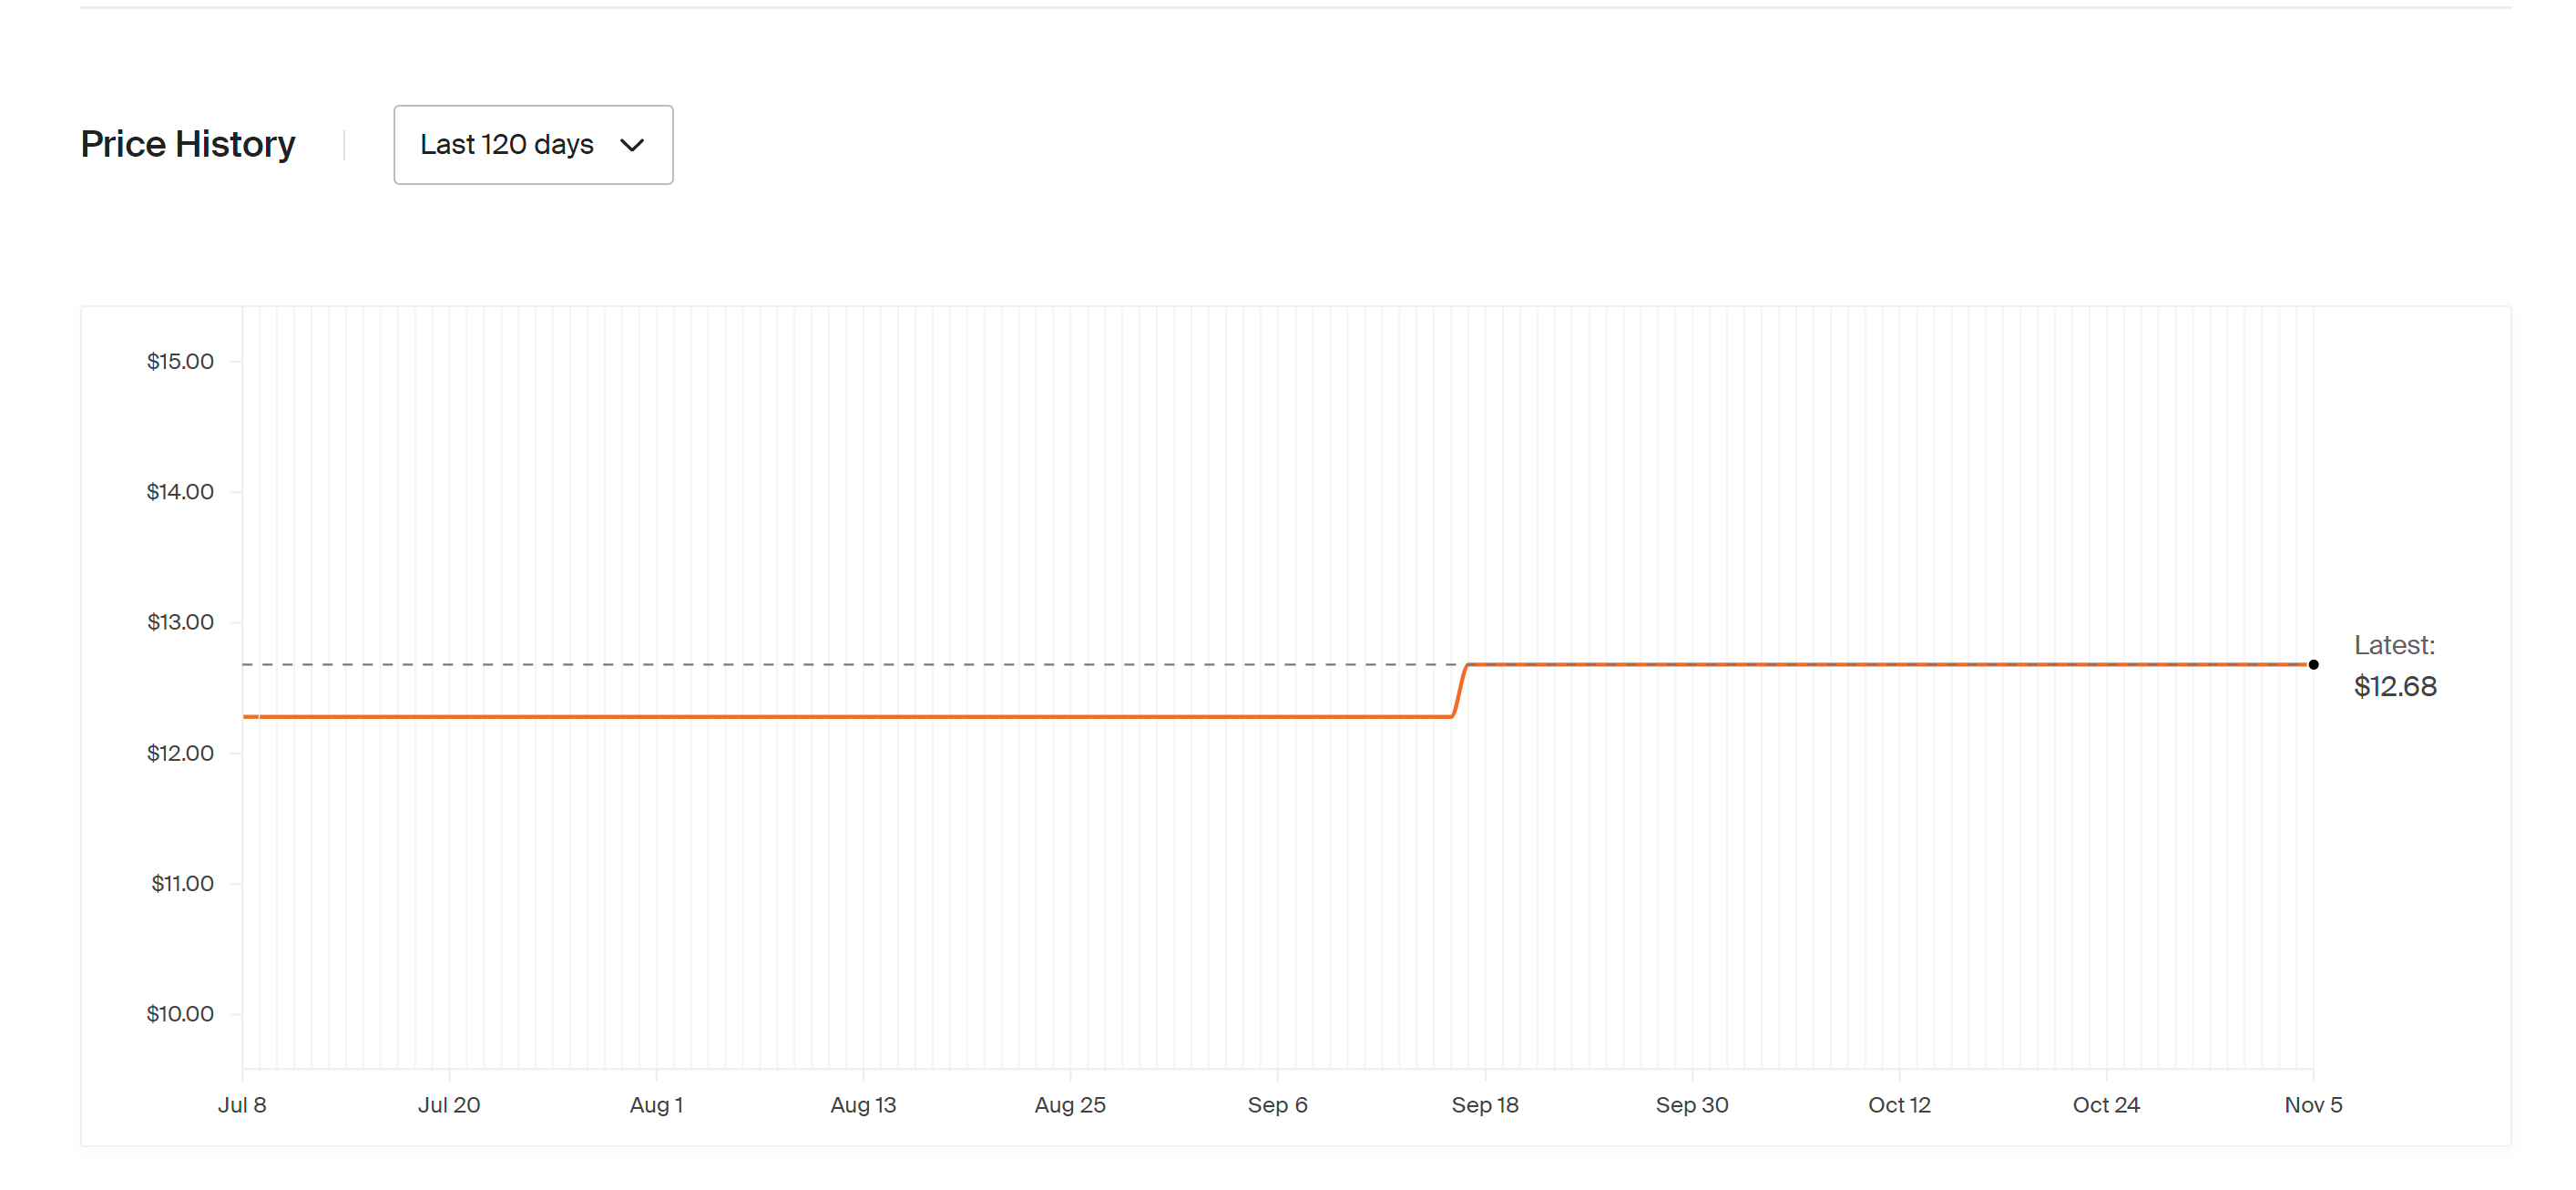 Price History
Last 120 days
$15.00
$14.00
$13.00
$12.00
$11.00
$10.00
Latest:
$12.68
Jul 8
Jul 20
Aug 1
Aug 13
Aug 25
Sep 6
Sep 18
Sep 30
Oct 12
Oct 24
Nov 5